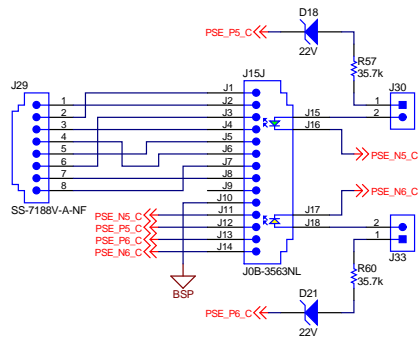 D18
PSE_P5_C
22V
R57
35.7k
J29
J15J
J30
1
2
3
4
5
6
7
8
J1
J2
J3
J4
J5
J6
J7
J8
J9
J10
J11
J12
J13
J14
J15
J16
1
2
PSE_N5_C
PSE_N6_C
SS-7188V-A-NF
PSE_N5_C
PSE_P5_C
PSE_P6_C
PSE_N6_C
J17
J18
2
1
J0B-3563NL
J33
BSP
R60
35.7k
D21
PSE_P6_C
22V